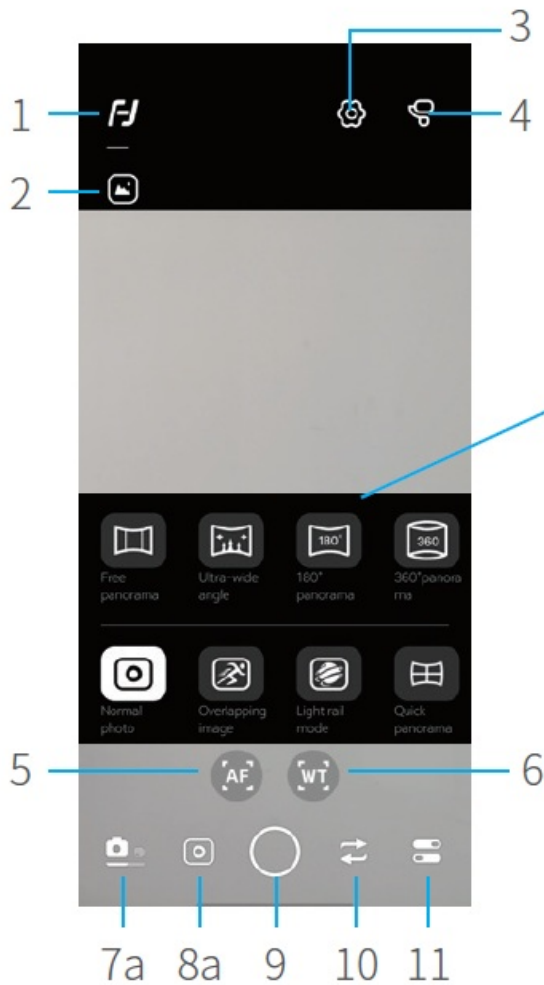 3
1
4
2
Free
panorama
Ultra-wide
angle
180°
180°
panorama
360
360°panora
ma
Normal
photo
Overlapping
image
Light rail
mode
Quick
panorama
5
AF
WT
6
7a
8a
9
10
11